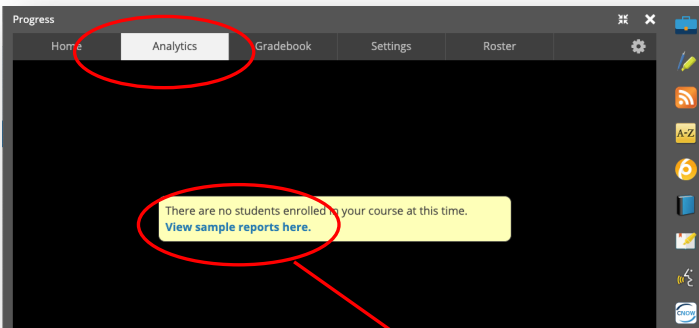 Progress
Home Analytics Gradebook Settings Roster
A-Z
There are no students enrolled in your course at this time.
View sample reports here.
CNOW